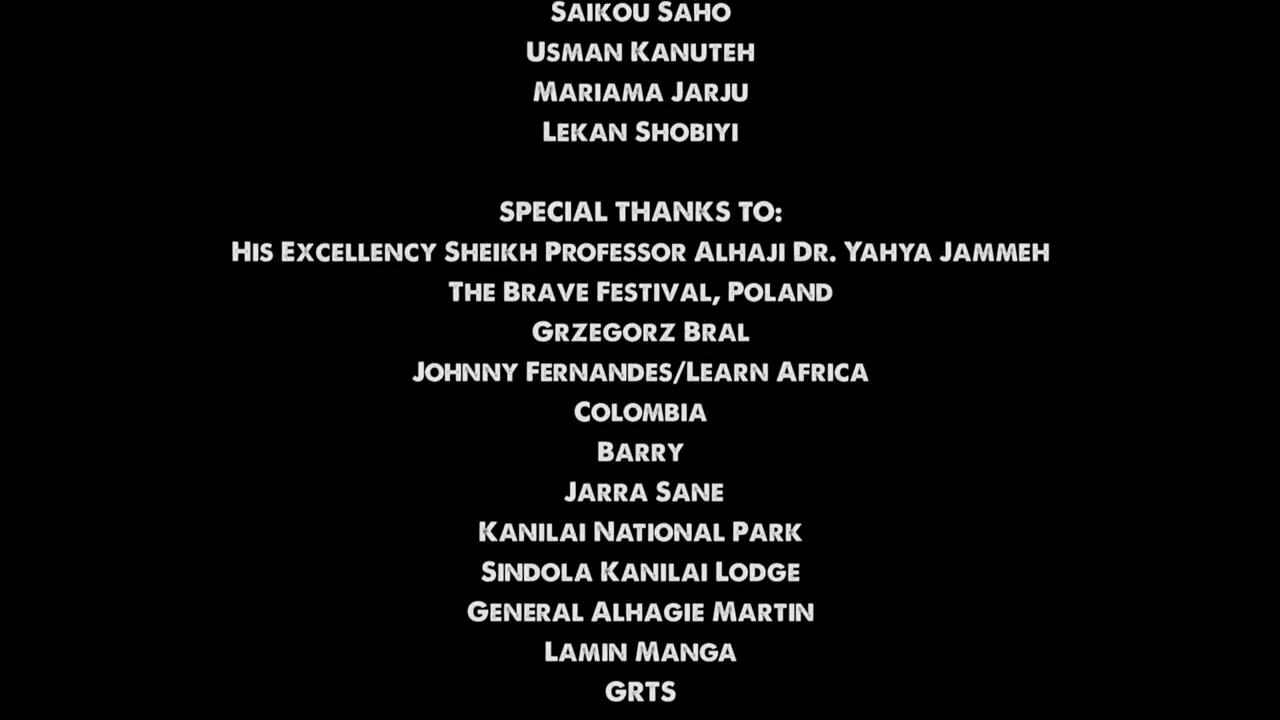 Saikou Saho
Usman Kanuteh
Mariama Jarju
Lekan Shobiyi
SPECIAL THANKS TO:
His Excellency Sheikh Professor Alhaji Dr. Yahya Jammeh
The Brave Festival, Poland
Grzegorz Bral
Johnny Fernandes/Learn Africa
Colombia
Barry
Jarra Sane
Kanilai National Park
Sindola Kanilai Lodge
General Alhagie Martin
Lamin Manga
GRTS